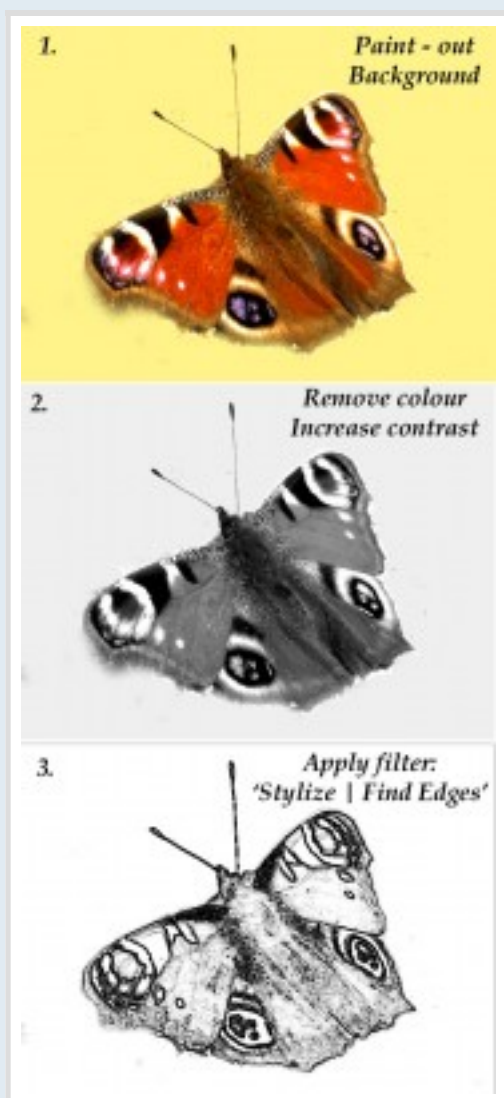 1.
Paint - out
Background
2.
Remove colour
Increase contrast
3.
Apply filter:
'Stylize | Find Edges'